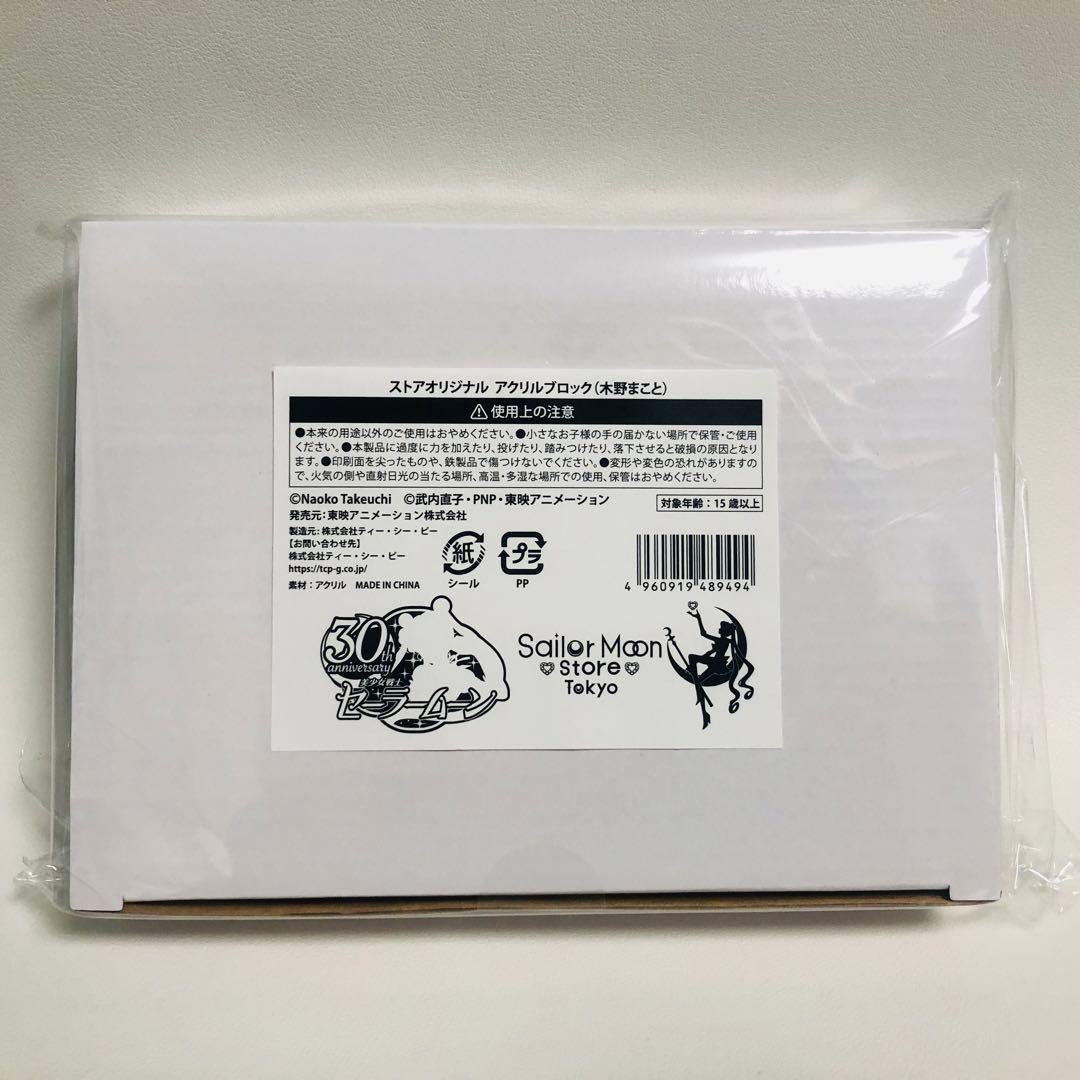 ストアオリジナル アクリルブロック(木野まこと)
⚠使用上の注意
●本来の用途以外のご使用はおやめください。●小さなお子様の手の届かない場所で保管・ご使用
ください。●本製品に過度に力を加えたり、投げたり、踏みつけたり、落下させると破損の原因となり
ます。●印刷面を尖ったものや、鉄製品で傷つけないでください。●変形や変色の恐れがありますの
で、火気の側や直射日光の当たる場所、高温・多湿な場所での使用、保管はおやめください。
©Naoko Takeuchi ©武内直子・PNP・東映アニメーション
対象年齢:15歳以上
発売元:東映アニメーション株式会社
製造元:株式会社ティー・シー・ピー
【お問い合わせ先】
株式会社ティー・シー・ピー
https://tcp-g.co.jp/
素材:アクリル MADE IN CHINA
紙
シール
プラ
PP
4 960919 489494
30th
anniversary
美少女戦士
セーラームーン
Sailor Moon
Store
Tokyo